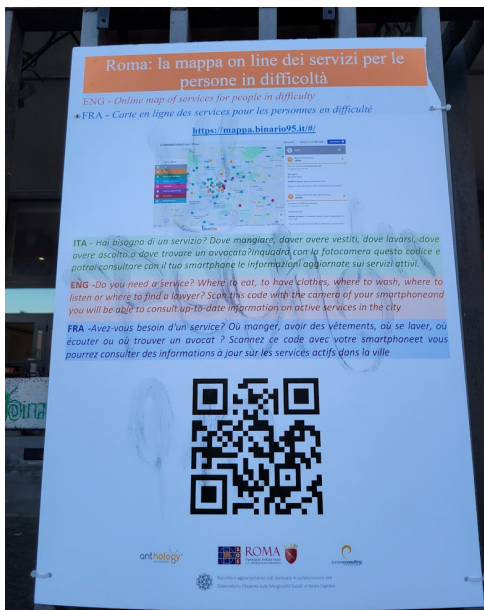 Roma: la mappa on line dei servizi per le
persone in difficoltà
ENG - Online map of services for people in difficulty
FRA - Carte en ligne des services pour les personnes en difficulté
https://mappa.binario95.it/#/
ITA - Hai bisogno di un servizio? Dove mangiare, daver avere vestiti, dove lavarsi, dove
avere ascolto o dove trovare un avvocato?Inquadra con la fotocamera questo codice e
potrai consultare con il tuo smartphone le informazioni aggiornate sui servizi attivi.
ENG -Do you need a service? Where to eat, to have clothes, where to wash, where to
listen or where to find a lawyer? Scan this code with the camera of your smartphoneand
you will be able to consult up-to-date information on active services in the city
FRA -Avez-vous besoin d'un service? Où manger, avoir des vêtements, où se laver, où
écouter ou où trouver un avocat ? Scannez ce code avec votre smartphoneet vous
pourrez consulter des informations à jour sur les services actifs dans la ville
anthology
ROMA
europeconsulting